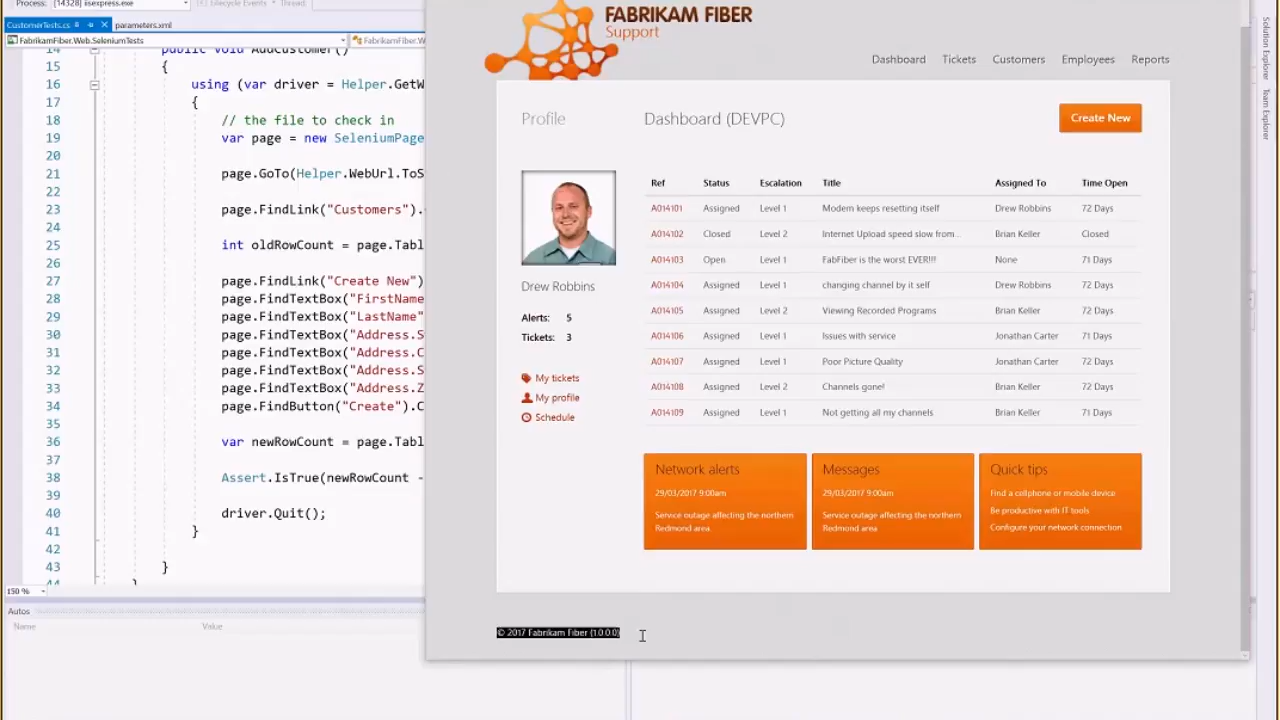 Process: [14328] iisexpress.exe Lifecycle Events Thread:
CustomerTests.cs parameters.xml
FabrikamFiber.Web.SeleniumTests FabrikamFiber.Wel
14 public void AddCustomer()
15 {
16 using (var driver = Helper.GetW
17 {
18 // the file to check in
19 var page = new SeleniumPage
20
21 page.GoTo(Helper.WebUrl.ToS
22
23 page.FindLink("Customers").
24
25 int oldRowCount = page.Tabl
26
27 page.FindLink("Create New")
28 page.FindTextBox("FirstName
29 page.FindTextBox("LastName"
30 page.FindTextBox("Address.S
31 page.FindTextBox("Address.C
32 page.FindTextBox("Address.S
33 page.FindTextBox("Address.Z
34 page.FindButton("Create").C
35
36 var newRowCount = page.Tabl
37
38 Assert.IsTrue(newRowCount -
39
40 driver.Quit();
41 }
42
43 }
44 }
150 %
Autos
Name Value
FABRIKAM FIBER
Support
Dashboard Tickets Customers Employees Reports
Profile
Drew Robbins
Alerts: 5
Tickets: 3
My tickets
My profile
Schedule
Dashboard (DEVPC) Create New
Ref Status Escalation Title Assigned To Time Open
A014101 Assigned Level 1 Modem keeps resetting itself Drew Robbins 72 Days
A014102 Closed Level 2 Internet Upload speed slow from... Brian Keller Closed
A014103 Open Level 1 FabFiber is the worst EVER!!! None 71 Days
A014104 Assigned Level 1 changing channel by it self Drew Robbins 72 Days
A014105 Assigned Level 2 Viewing Recorded Programs Brian Keller 72 Days
A014106 Assigned Level 1 Issues with service Jonathan Carter 71 Days
A014107 Assigned Level 1 Poor Picture Quality Jonathan Carter 72 Days
A014108 Assigned Level 2 Channels gone! Brian Keller 72 Days
A014109 Assigned Level 1 Not getting all my channels Brian Keller 71 Days
Network alerts
29/03/2017 9:00am
Service outage affecting the northern
Redmond area.
Messages
29/03/2017 9:00am
Service outage affecting the northern
Redmond area
Quick tips
Find a cellphone or mobile device
Be productive with IT tools
Configure your network connection
© 2017 Fabrikam Fiber (1.0.0.0)
Solution Explorer
Team Explorer